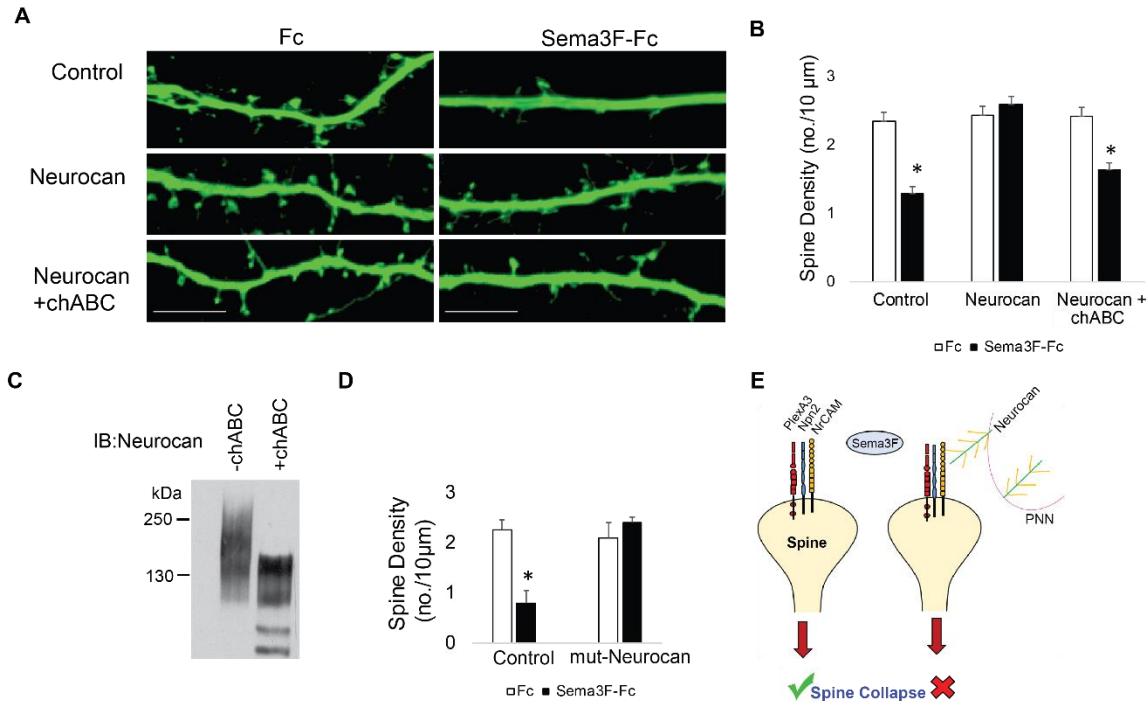 A
Fc
Sema3F-Fc
Control
Neurocan
Neurocan
+chABC
B
Spine Density (no./10 µm)
3
2
1
0
*
*
Control
Neurocan
Neurocan +
chABC
Fc
Sema3F-Fc
C
IB:Neurocan
-chABC
+chABC
kDa
250
130
D
Spine Density
(no./10µm)
3
2
1
0
*
Control
mut-Neurocan
Fc
Sema3F-Fc
E
PlexA3
Npn2
NrCAM
Sema3F
Neurocan
PNN
Spine
Spine Collapse